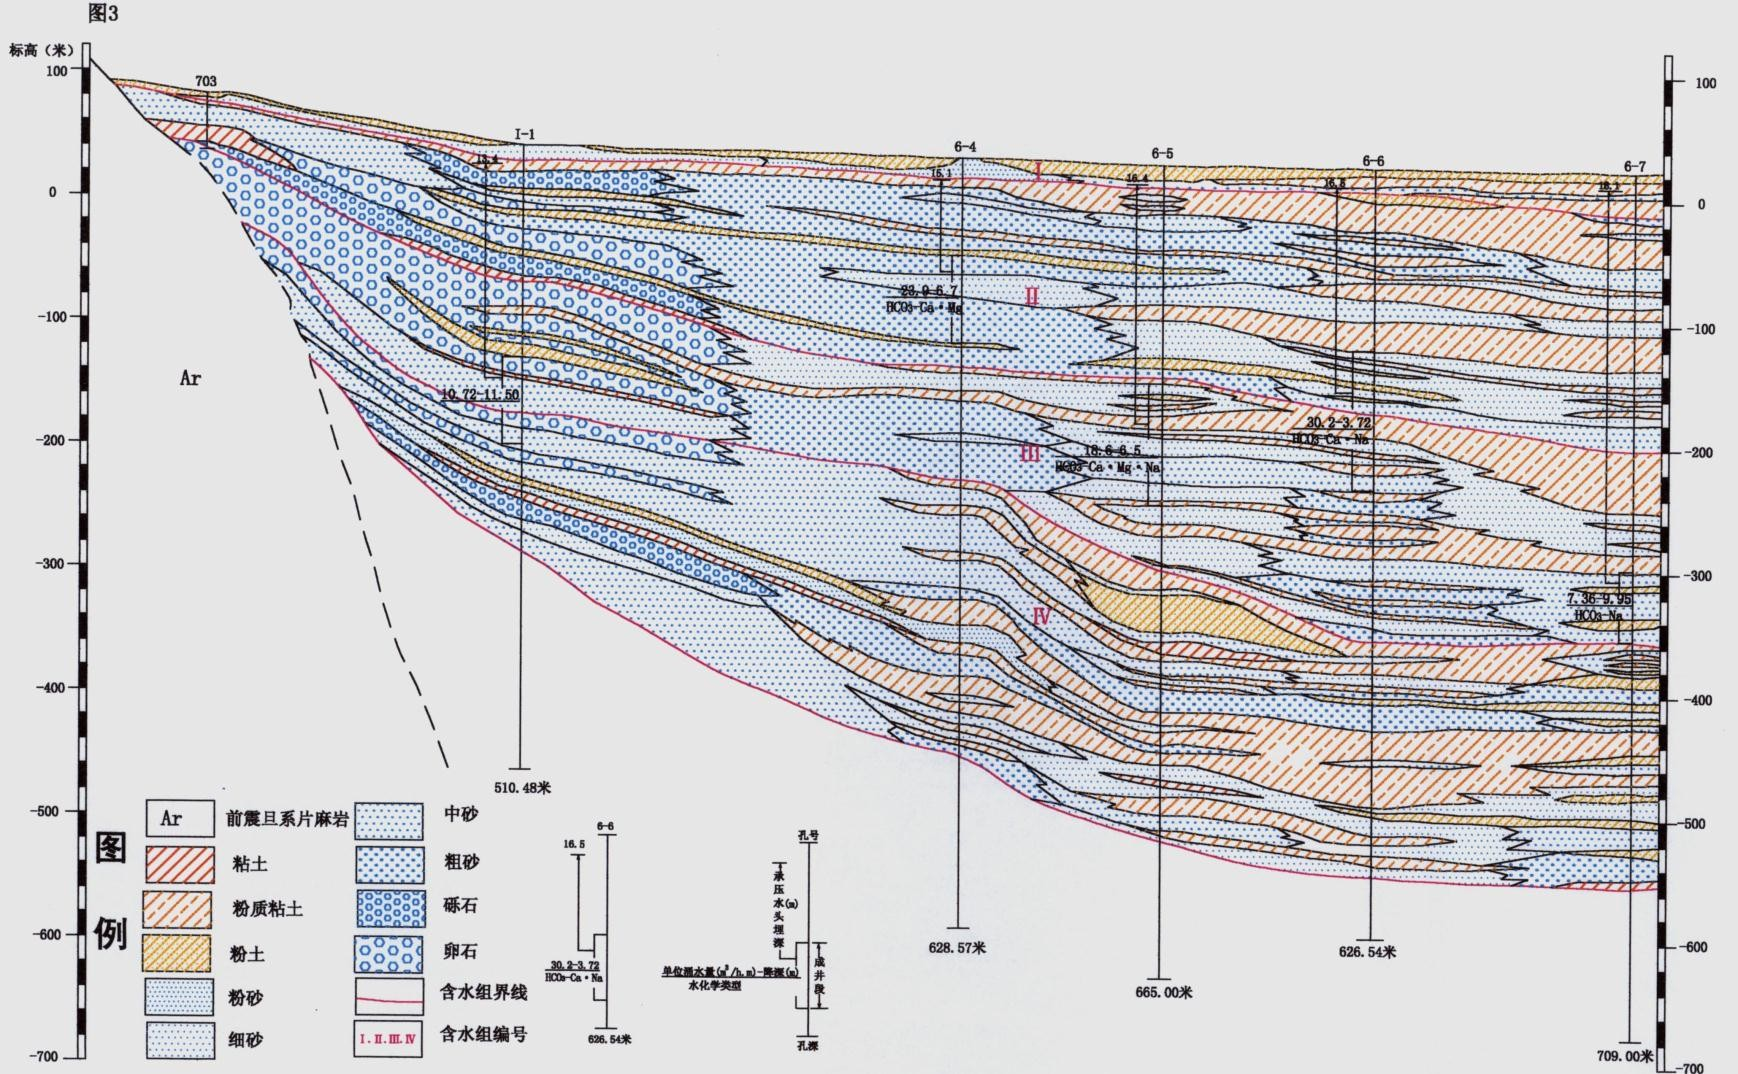 图3
标高（米）
703
I-1
6-4
6-5
6-6
6-7
100
0
-100
-200
-300
-400
-500
-600
-700
100
0
-100
-200
-300
-400
-500
-600
-700
13.4
15.1
16.4
16.5
18.1
I
II
III
IV
Ar
23.9-6.7
HCO3-Ca·Mg
10.72-11.50
18.6-6.5
HCO3-Ca·Mg·Na
30.2-3.72
HCO3-Ca·Na
7.36-9.95
HCO3-Na
510.48米
628.57米
665.00米
626.54米
709.00米
图例
Ar 前震旦系片麻岩
粘土
粉质粘土
粉土
粉砂
细砂
中砂
粗砂
砾石
卵石
含水组界线
I.II.III.IV 含水组编号
6-6
16.5
30.2-3.72
HCO3-Ca·Na
626.54米
孔号
承压水(m)头埋深
成井段
单位涌水量(m³/h.m)-降深(m)
水化学类型
孔深